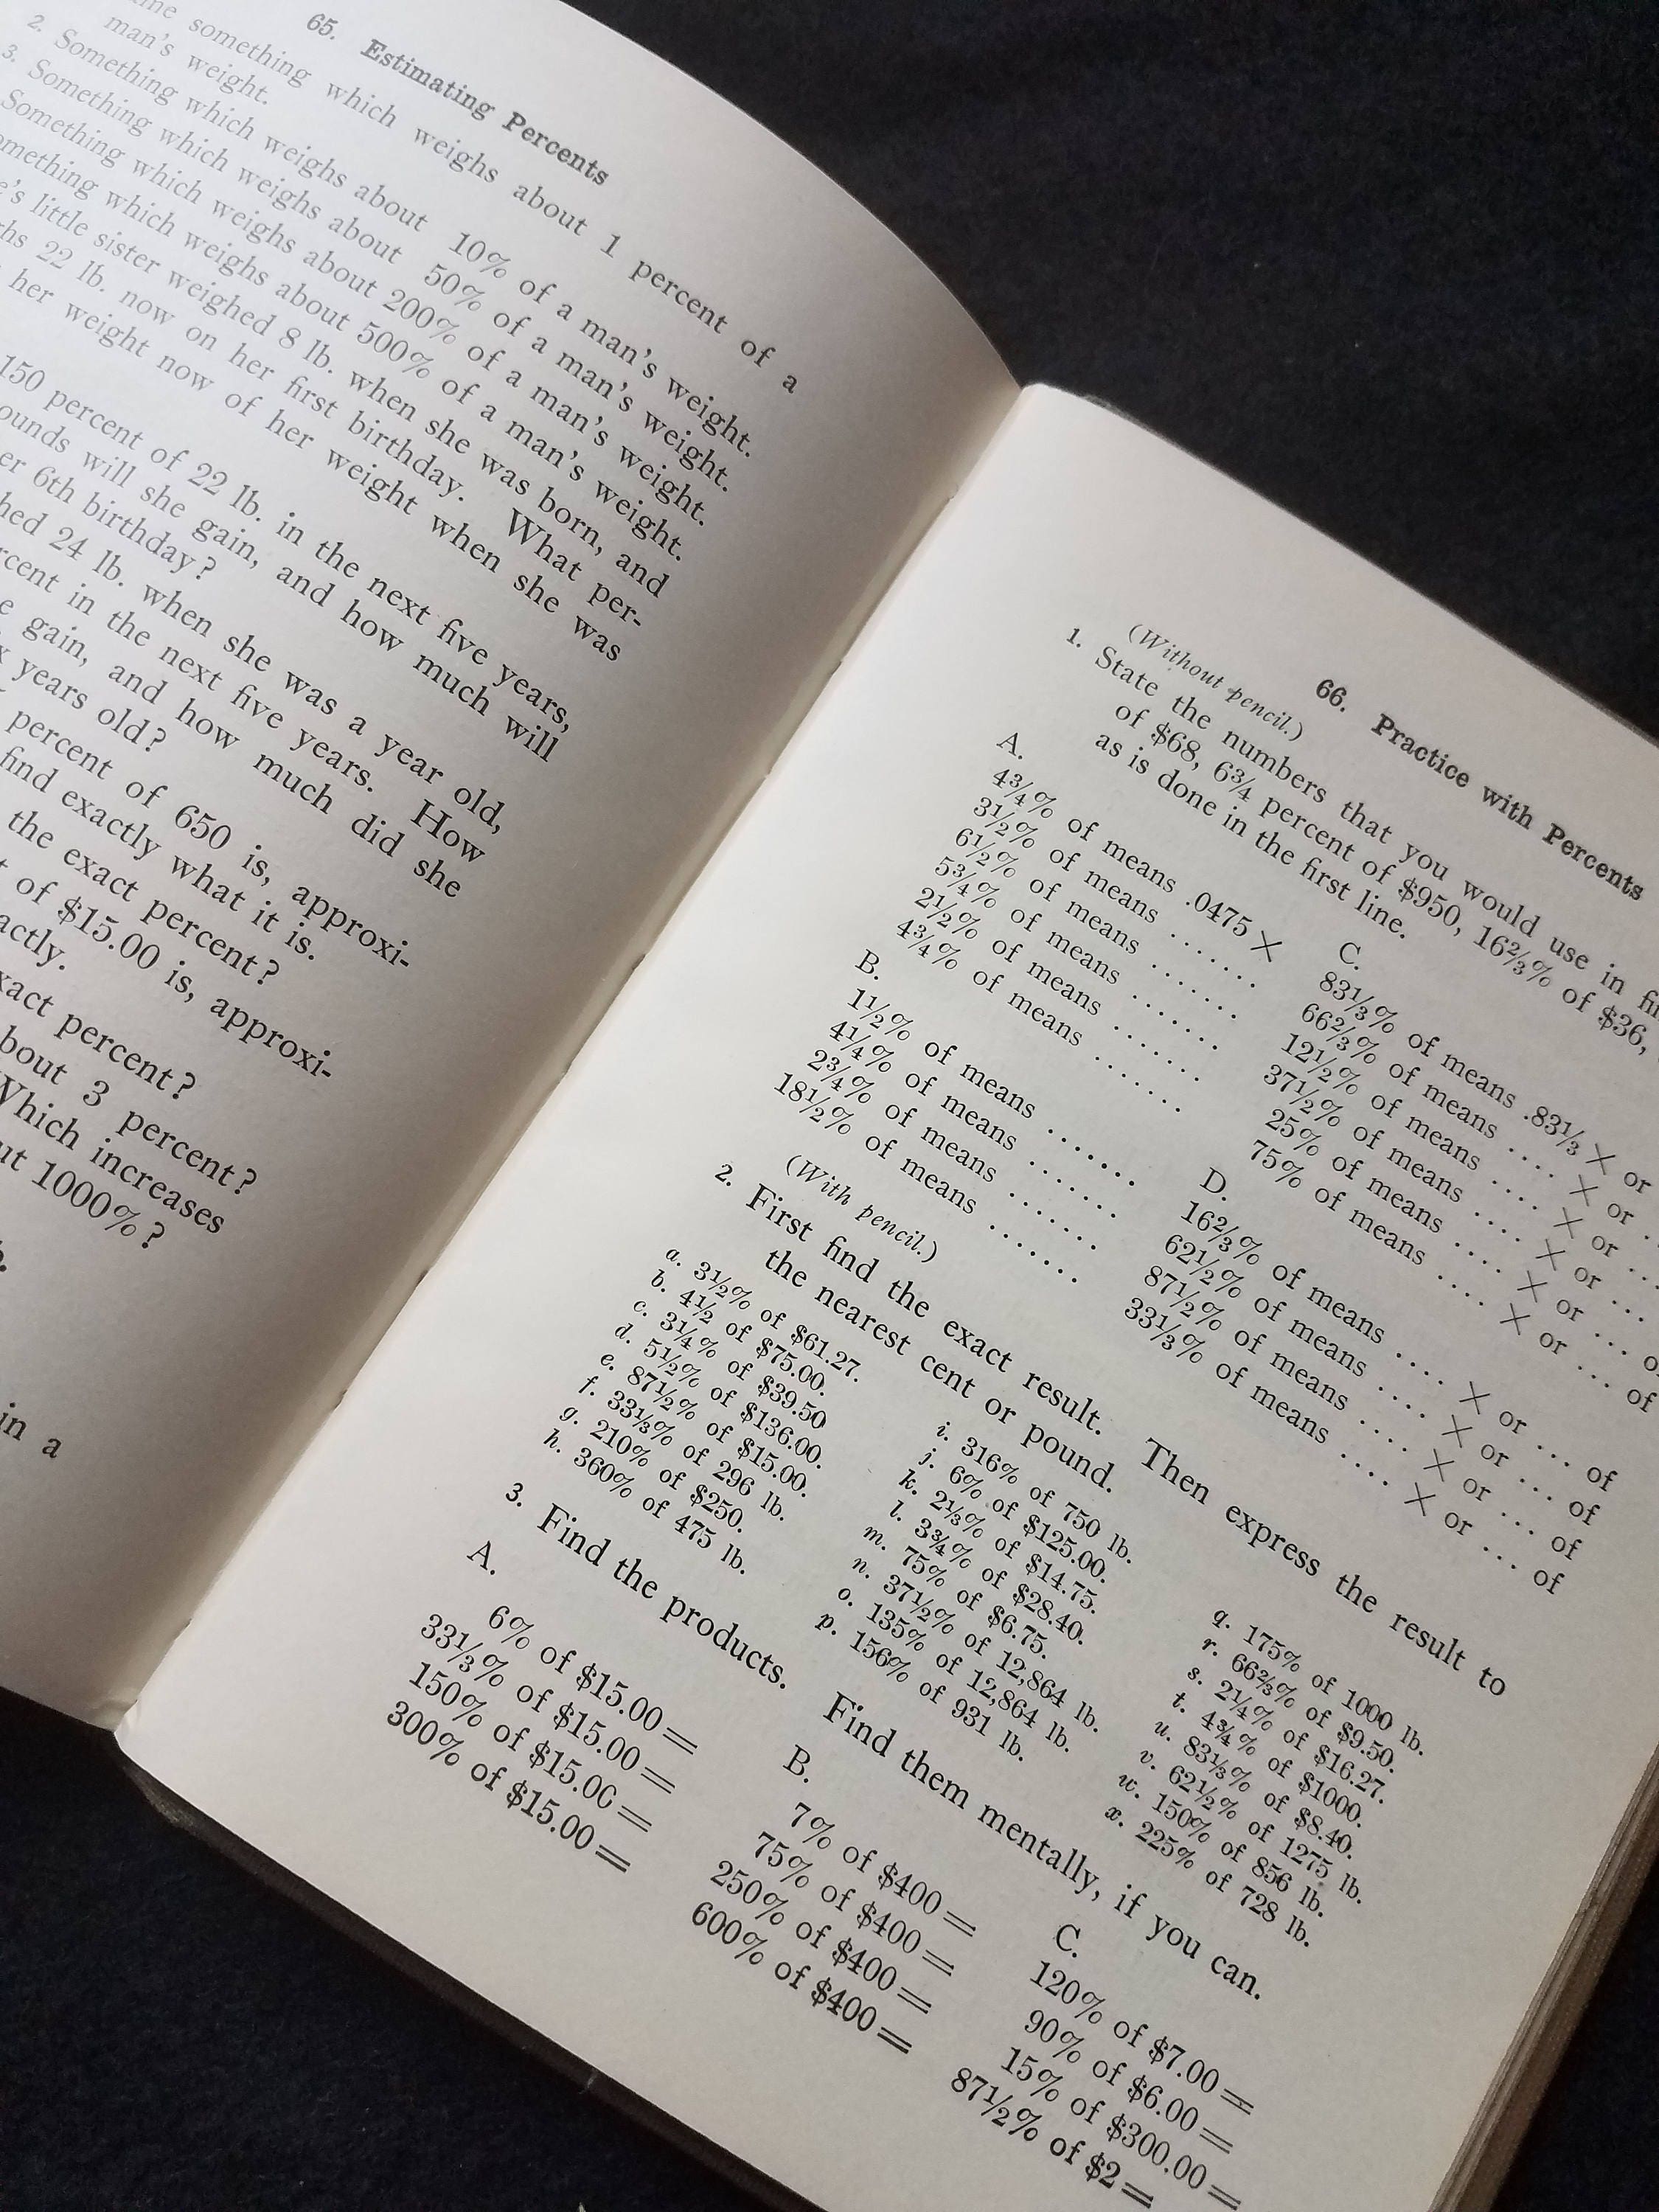 65. Estimating Percents
something which weighs about 1 percent of a
man's weight.
2. Something which weighs about 10% of a man's weight.
3. Something which weighs about 50% of a man's weight.
Something which weighs about 200% of a man's weight.
which weighs about 500% of a man's weight.
little sister weighed 8 lb. when she was born, and
22 lb. now on her first birthday. What per-
her weight now of her weight when she was
150 percent of 22 lb. in the next five years,
will she gain, and how much will
6th birthday?
24 lb. when she was a year old,
in the next five years. How
gain, and how much did she
years old?
percent of 650 is, approxi-
find exactly what it is.
the exact percent?
of $15.00 is, approxi-
percent?
3 percent?
Which increases
1000%?
in a
66. Practice with Percents
(Without pencil.)
1. State the numbers that you would use in
of $68, 6¾ percent of $950, 16⅔% of $36,
as is done in the first line.
A.
4¾% of means .0475 ×
3½% of means ......
6½% of means ......
5¾% of means ......
2½% of means ......
4¾% of means ......
B.
1½% of means ......
4¼% of means ......
2¾% of means ......
18½% of means ......
C.
83⅓% of means .83⅓ × or
66⅔% of means .... × or
12½% of means .... × or ...
37½% of means .... × or ...
25% of means .... × or ...
75% of means .... × or ... of
D.
16⅔% of means .... × or ... of
62½% of means .... × or ... of
87½% of means .... × or ... of
33⅓% of means .... × or ... of
(With pencil.)
2. First find the exact result. Then express the result to
the nearest cent or pound.
a. 3½% of $61.27.
b. 4½ of $75.00.
c. 3¼% of $39.50
d. 5½% of $136.00.
e. 87½% of $15.00.
f. 33⅓% of 296 lb.
g. 210% of $250.
h. 360% of 475 lb.
i. 316% of 750 lb.
j. 6% of $125.00.
k. 2⅓% of $14.75.
l. 3¾% of $28.40.
m. 75% of $6.75.
n. 37½% of 12,864 lb.
o. 135% of 12,864 lb.
p. 156% of 931 lb.
q. 175% of 1000 lb.
r. 66⅔% of $9.50.
s. 2¼% of $16.27.
t. 4¾% of $1000.
u. 83⅓% of $8.40.
v. 62½% of 1275 lb.
w. 150% of 856 lb.
x. 225% of 728 lb.
3. Find the products. Find them mentally, if you can.
A.
6% of $15.00 =
33⅓% of $15.00 =
150% of $15.00 =
300% of $15.00 =
B.
7% of $400 =
75% of $400 =
250% of $400 =
600% of $400 =
C.
120% of $7.00 =
90% of $6.00 =
15% of $300.00 =
87½% of $2 =